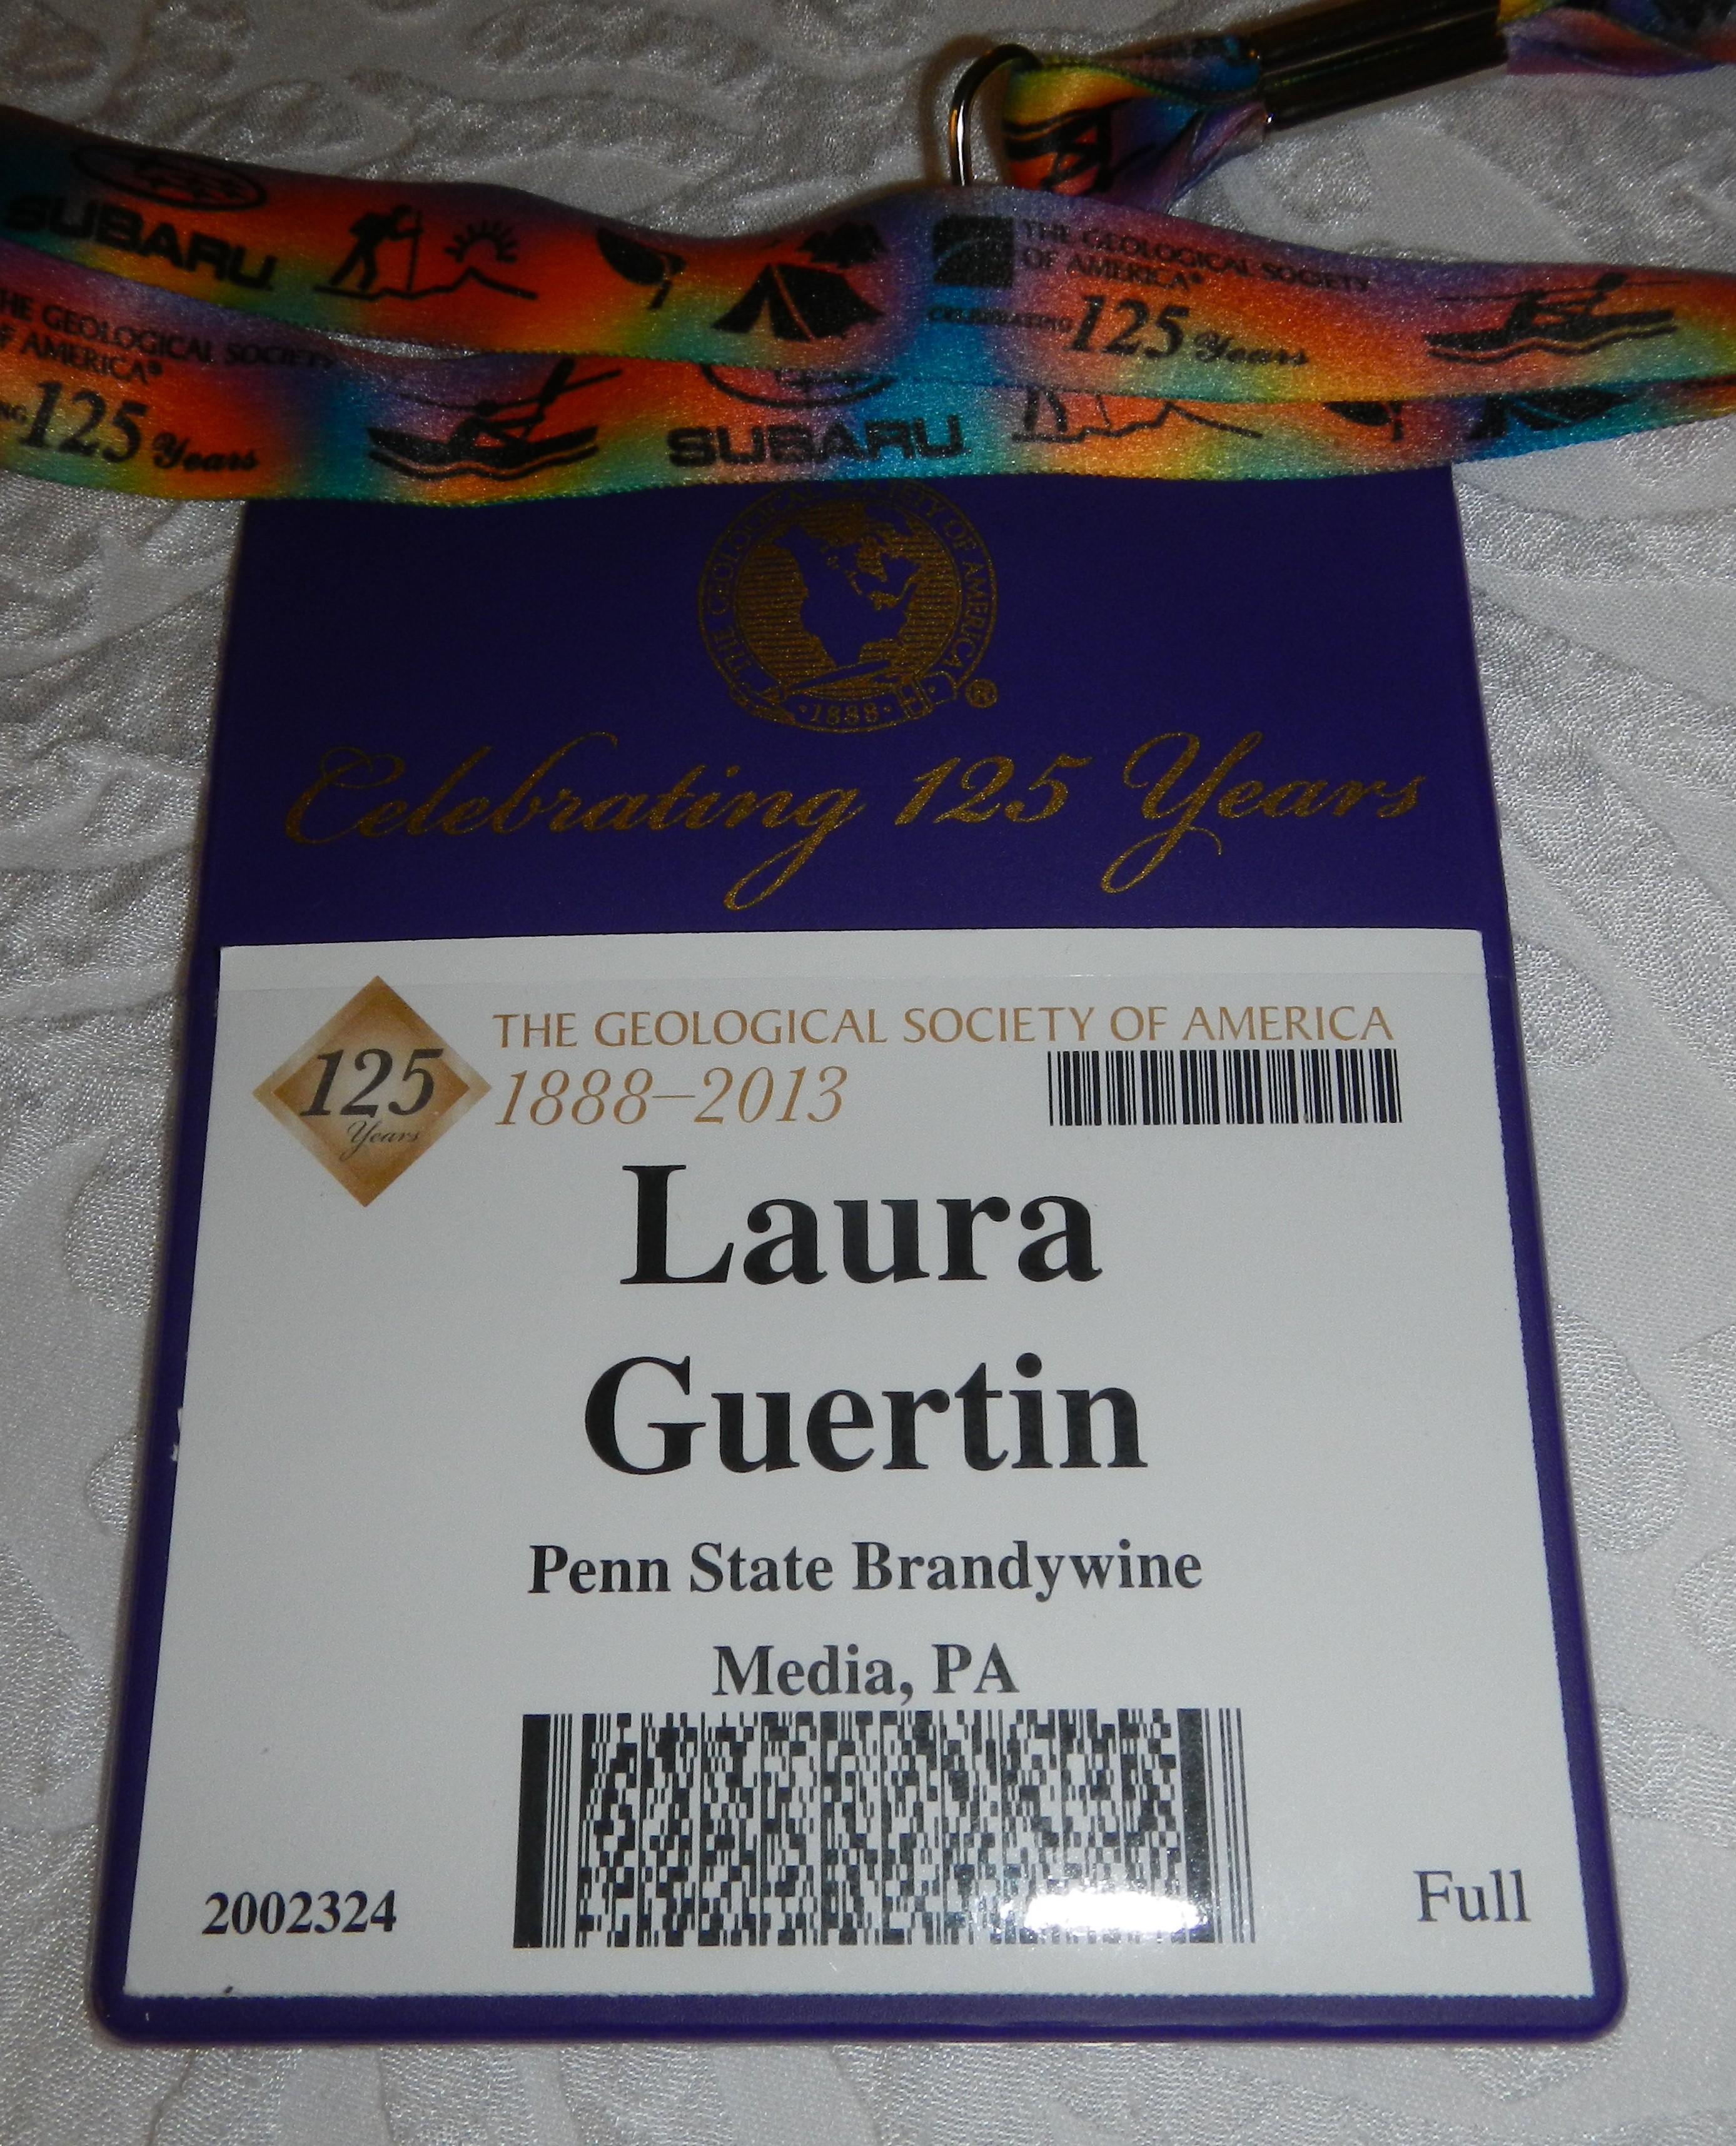 SUBARU
THE GEOLOGICAL SOCIETY
OF AMERICA®
CELEBRATING 125 Years
THE GEOLOGICAL SOCIETY
OF AMERICA®
125 Years
SUBARU
THE GEOLOGICAL SOCIETY OF AMERICA ®
·1888·
Celebrating 125 Years
125
Years
THE GEOLOGICAL SOCIETY OF AMERICA
1888–2013
Laura
Guertin
Penn State Brandywine
Media, PA
2002324
Full